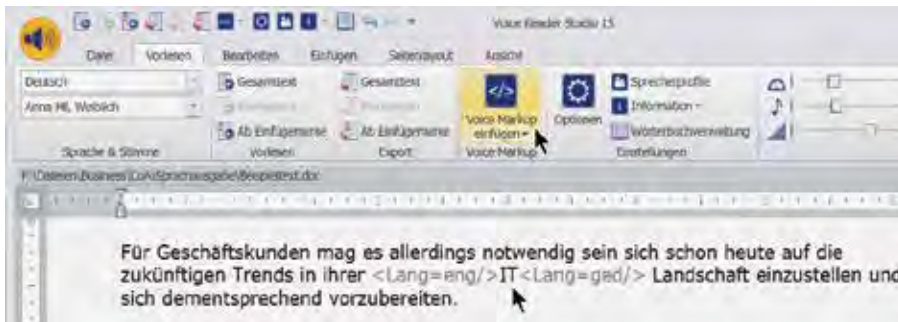 Voice Reader Studio 15
Datei Vorlesen Bearbeiten Einfügen Seitenlayout Ansicht
Deutsch Gesamttext Gesamttext Sprecherprofile
Anna ML, Weiblich Voice Markup einfügen Optionen Information
Ab Einfügemarke Ab Einfügemarke Wörterbuchverwaltung
Sprache & Stimme Vorlesen Export Voice Markup Einstellungen
Für Geschäftskunden mag es allerdings notwendig sein sich schon heute auf die
zukünftigen Trends in ihrer <Lang=eng/>IT<Lang=ged/> Landschaft einzustellen und
sich dementsprechend vorzubereiten.